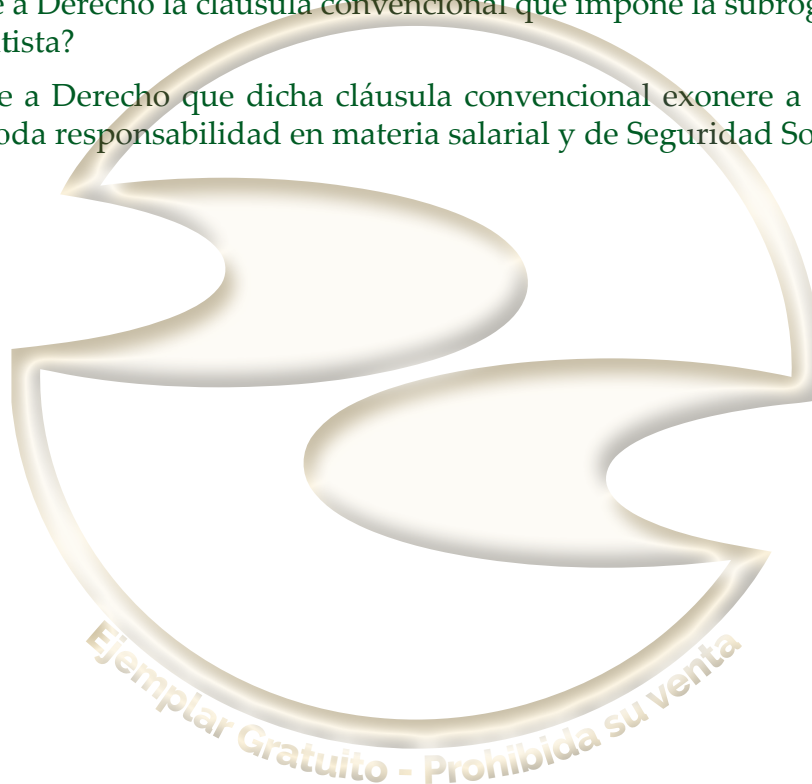 e a Derecho la cláusula convencional que impone la subrog
tista?
e a Derecho que dicha cláusula convencional exonere a
oda responsabilidad en materia salarial y de Seguridad So
Ejemplar Gratuito - Prohibida su venta